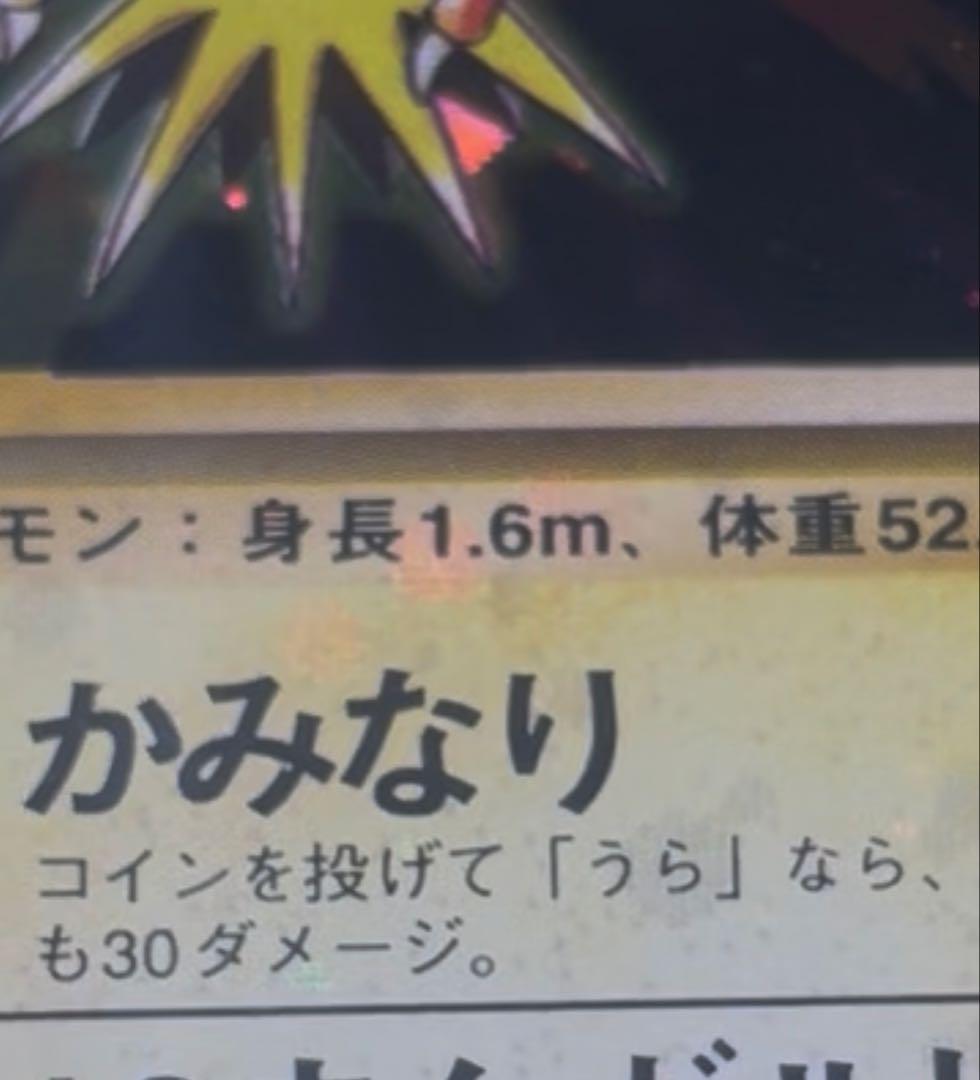 モン：身長1.6m、体重52.
かみなり
コインを投げて「うら」なら、
も30ダメージ。